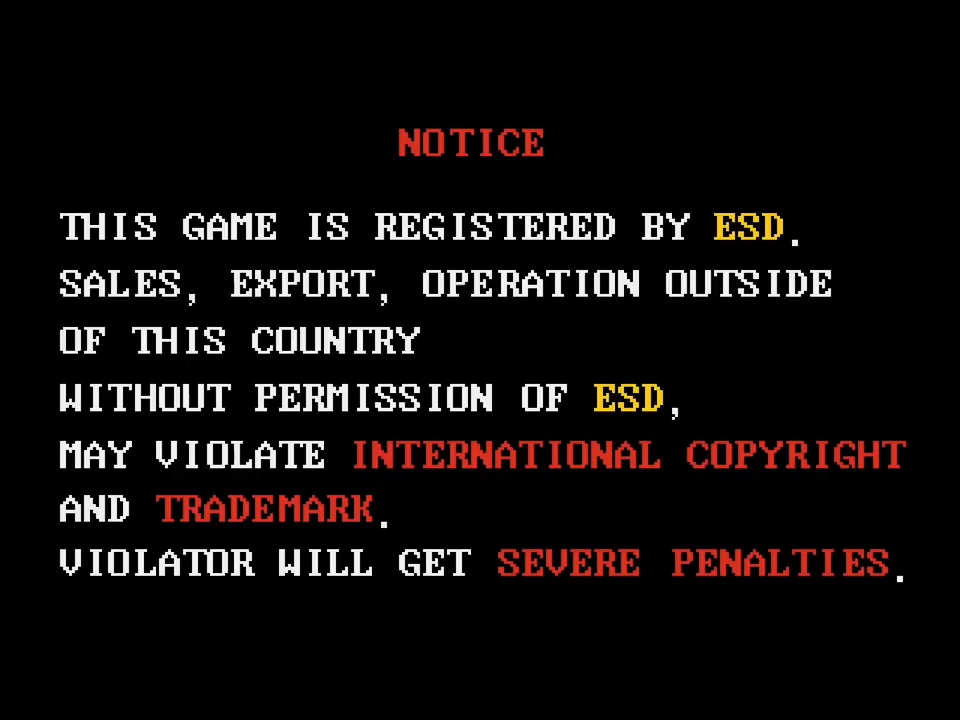 NOTICE
THIS GAME IS REGISTERED BY ESD.
SALES, EXPORT, OPERATION OUTSIDE
OF THIS COUNTRY
WITHOUT PERMISSION OF ESD,
MAY VIOLATE INTERNATIONAL COPYRIGHT
AND TRADEMARK.
VIOLATOR WILL GET SEVERE PENALTIES.